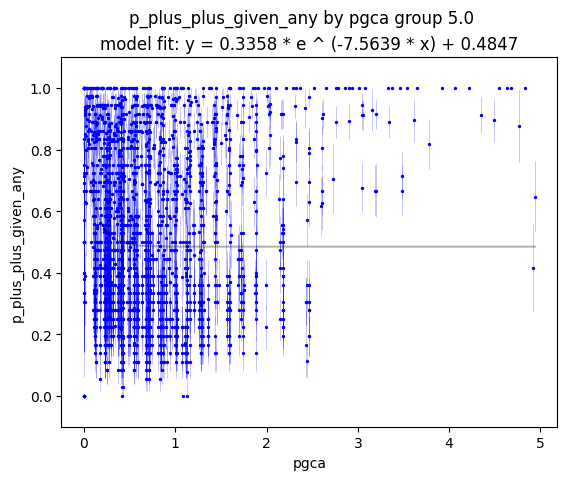 p_plus_plus_given_any by pgca group 5.0
model fit: y = 0.3358 * e ^ (-7.5639 * x) + 0.4847
1.0
0.8
0.6
0.4
0.2
0.0
p_plus_plus_given_any
0 1 2 3 4 5
pgca